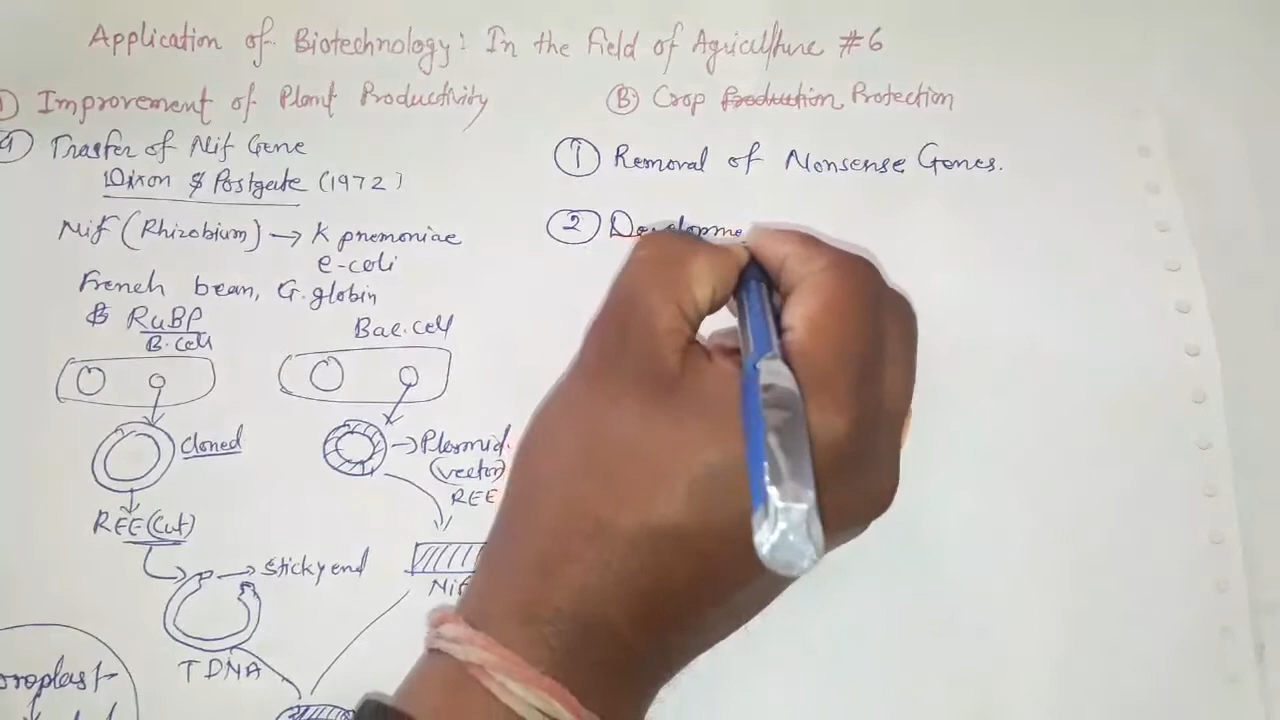 Application of Biotechnology: In the Field of Agriculture #6
Improvement of Plant Productivity
Trasfer of Nif Gene
Dixon & Postgate (1972)
Nif (Rhizobium) → K pnemoniae
e-coli
French bean, G. globin
& RuBP
B. Cell
Bac. cell
Cloned
→ Plasmid
(vector)
REE
REE (Cut)
→ Sticky end
Nif
T DNA
(B) Crop Production Protection
(1) Removal of Nonsense Genes.
(2) Developme